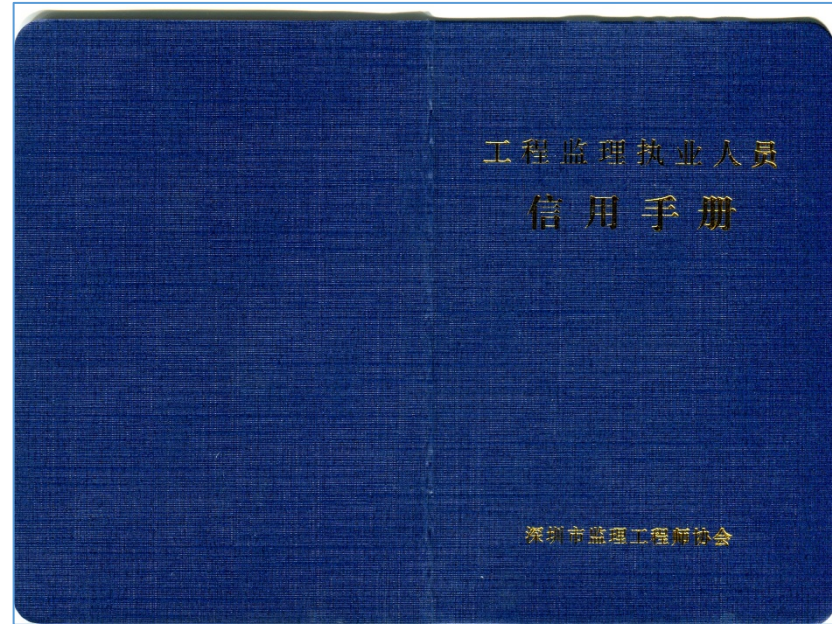 工程监理执业人员
信用手册
深圳市监理工程师协会